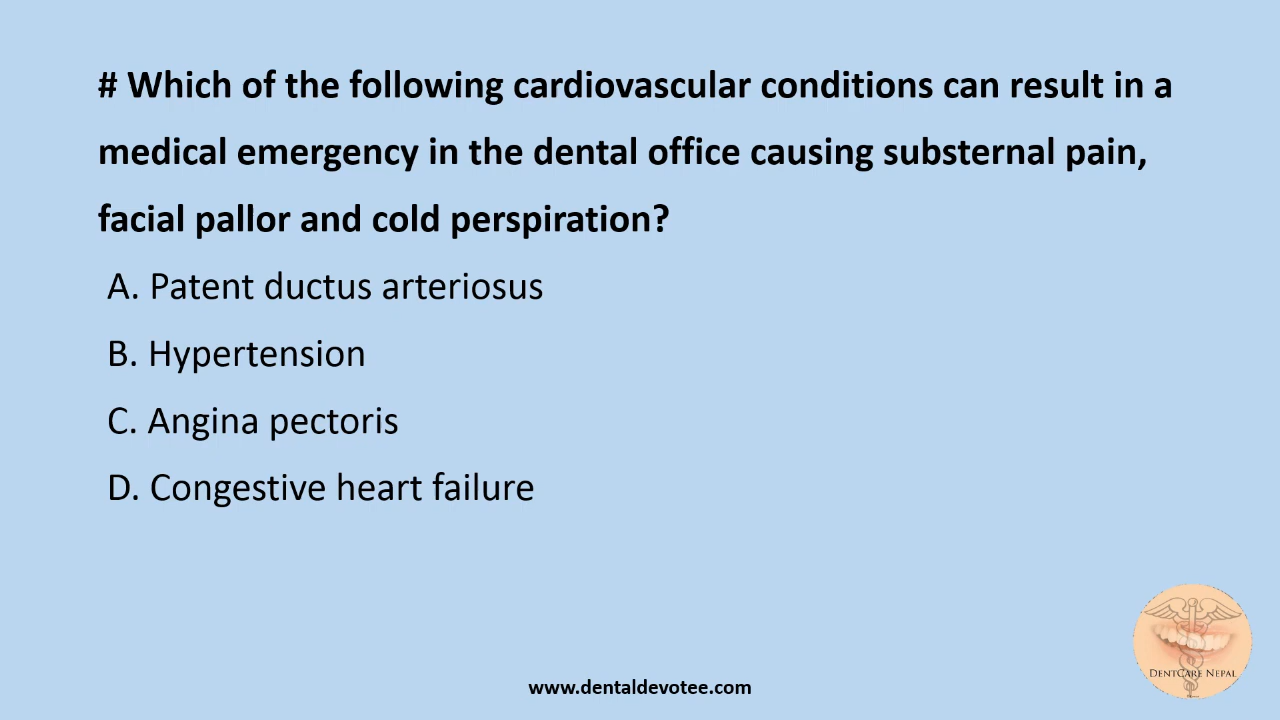 # Which of the following cardiovascular conditions can result in a
medical emergency in the dental office causing substernal pain,
facial pallor and cold perspiration?
A. Patent ductus arteriosus
B. Hypertension
C. Angina pectoris
D. Congestive heart failure
DentCare Nepal
www.dentaldevotee.com